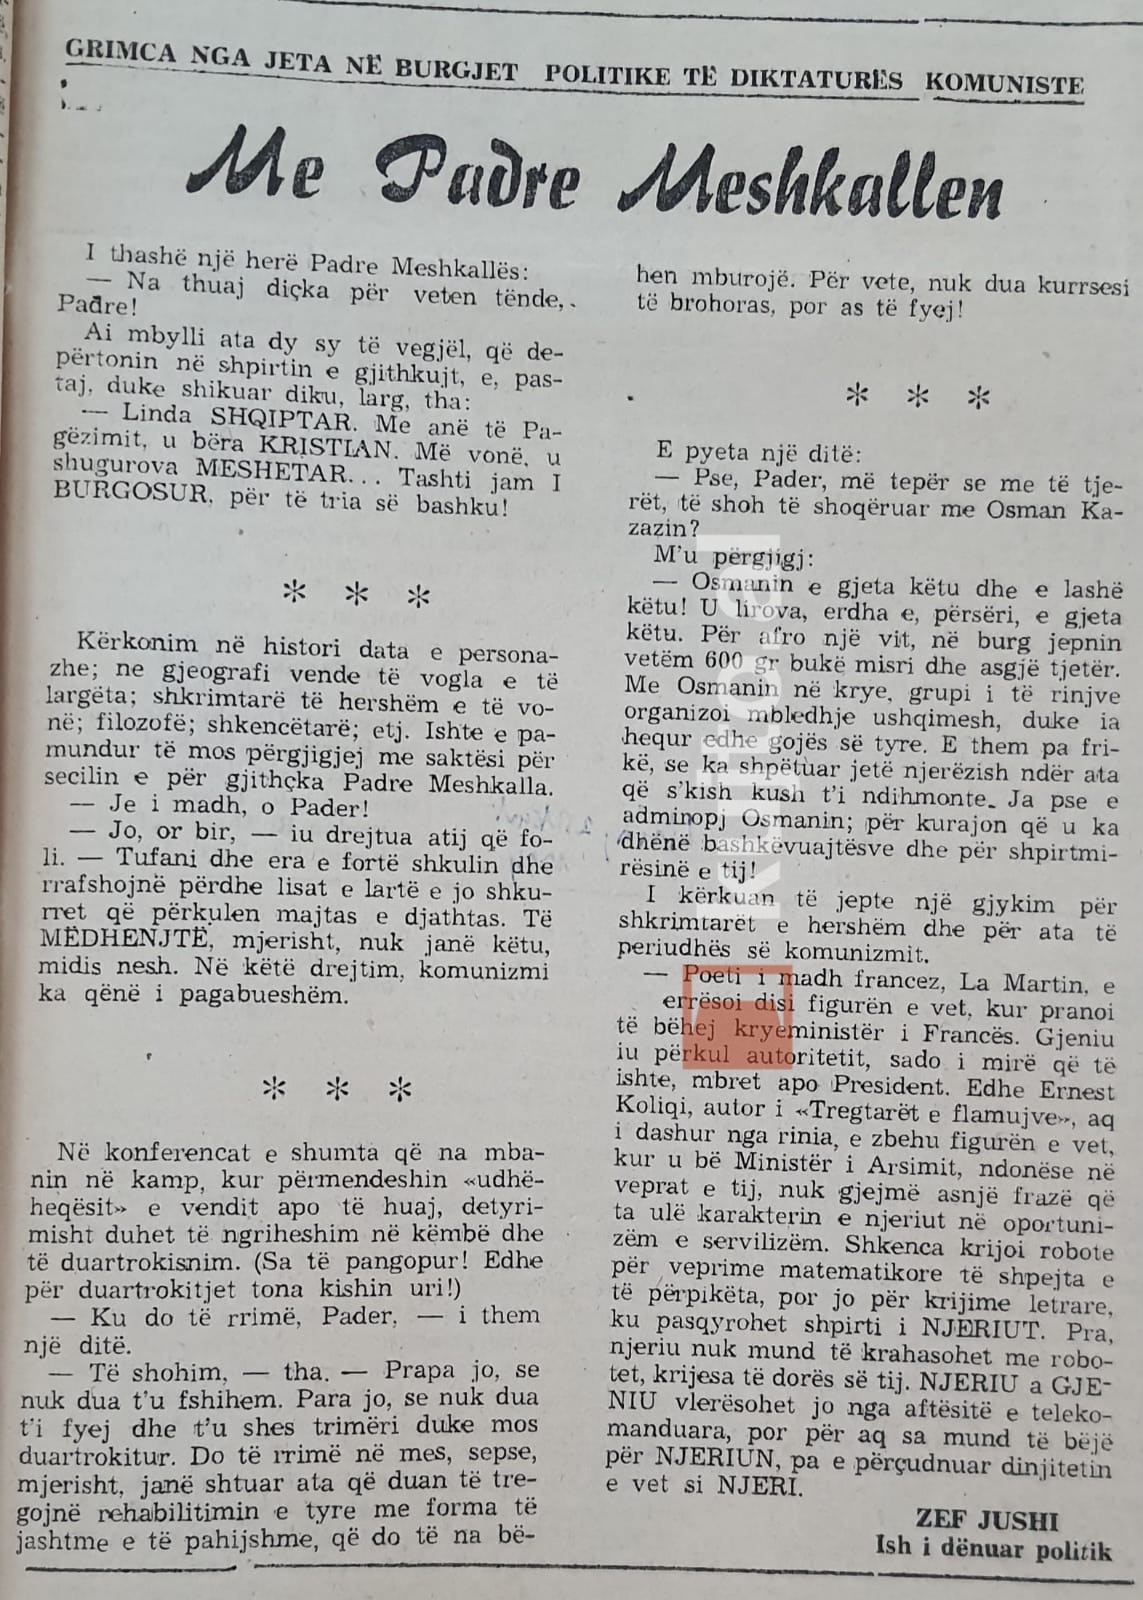 GRIMCA NGA JETA NË BURGJET POLITIKE TË DIKTATURËS KOMUNISTE
Me Padre Meshkallen
I thashë një herë Padre Meshkallës:
— Na thuaj diçka për veten tënde,
Padre!
Ai mbylli ata dy sy të vegjël, që de-
përtonin në shpirtin e gjithkujt, e, pas-
taj, duke shikuar diku, larg, tha:
— Linda SHQIPTAR. Me anë të Pa-
gëzimit, u bëra KRISTIAN. Më vonë, u
shugurova MESHETAR... Tashti jam I
BURGOSUR, për të tria së bashku!
* * *
Kërkonim në histori data e persona-
zhe; ne gjeografi vende të vogla e të
largëta; shkrimtarë të hershëm e të vo-
në; filozofë; shkencëtarë; etj. Ishte e pa-
mundur të mos përgjigjej me saktësi për
secilin e për gjithçka Padre Meshkalla.
— Je i madh, o Pader!
— Jo, or bir, — iu drejtua atij që fo-
li. — Tufani dhe era e fortë shkulin dhe
rrafshojnë përdhe lisat e lartë e jo shku-
rret që përkulen majtas e djathtas. Të
MËDHENJTË, mjerisht, nuk janë këtu,
midis nesh. Në këtë drejtim, komunizmi
ka qënë i pagabueshëm.
* * *
Në konferencat e shumta që na mba-
nin në kamp, kur përmendeshin «udhë-
heqësit» e vendit apo të huaj, detyri-
misht duhet të ngriheshim në këmbë dhe
të duartrokisnim. (Sa të pangopur! Edhe
për duartrokitjet tona kishin uri!)
— Ku do të rrimë, Pader, — i them
një ditë.
— Të shohim, — tha. — Prapa jo, se
nuk dua t'u fshihem. Para jo, se nuk dua
t'i fyej dhe t'u shes trimëri duke mos
duartrokitur. Do të rrimë në mes, sepse,
mjerisht, janë shtuar ata që duan të tre-
gojnë rehabilitimin e tyre me forma të
jashtme e të pahijshme, që do të na bë-
hen mburojë. Për vete, nuk dua kurrsesi
të brohoras, por as të fyej!
* * *
E pyeta një ditë:
— Pse, Pader, më tepër se me të tje-
rët, të shoh të shoqëruar me Osman Ka-
zazin?
M'u përgjigj:
— Osmanin e gjeta këtu dhe e lashë
këtu! U lirova, erdha e, përsëri, e gjeta
këtu. Për afro një vit, në burg jepnin
vetëm 600 gr bukë misri dhe asgjë tjetër.
Me Osmanin në krye, grupi i të rinjve
organizoi mbledhje ushqimesh, duke ia
hequr edhe gojës së tyre. E them pa fri-
kë, se ka shpëtuar jetë njerëzish ndër ata
që s'kish kush t'i ndihmonte. Ja pse e
adminopj Osmanin; për kurajon që u ka
dhënë bashkëvuajtësve dhe për shpirtmi-
rësinë e tij!
I kërkuan të jepte një gjykim për
shkrimtarët e hershëm dhe për ata të
periudhës së komunizmit.
— Poeti i madh francez, La Martin, e
errësoi disi figurën e vet, kur pranoi
të bëhej kryeministër i Francës. Gjeniu
iu përkul autoritetit, sado i mirë që të
ishte, mbret apo President. Edhe Ernest
Koliqi, autor i «Tregtarët e flamujve», aq
i dashur nga rinia, e zbehu figurën e vet,
kur u bë Ministër i Arsimit, ndonëse në
veprat e tij, nuk gjejmë asnjë frazë që
ta ulë karakterin e njeriut në oportuni-
zëm e servilizëm. Shkenca krijoi robote
për veprime matematikore të shpejta e
të përpikëta, por jo për krijime letrare,
ku pasqyrohet shpirti i NJERIUT. Pra,
njeriu nuk mund të krahasohet me robo-
tet, krijesa të dorës së tij. NJERIU a GJE-
NIU vlerësohet jo nga aftësitë e teleko-
manduara, por për aq sa mund të bëjë
për NJERIUN, pa e përçudnuar dinjitetin
e vet si NJERI.
ZEF JUSHI
Ish i dënuar politik